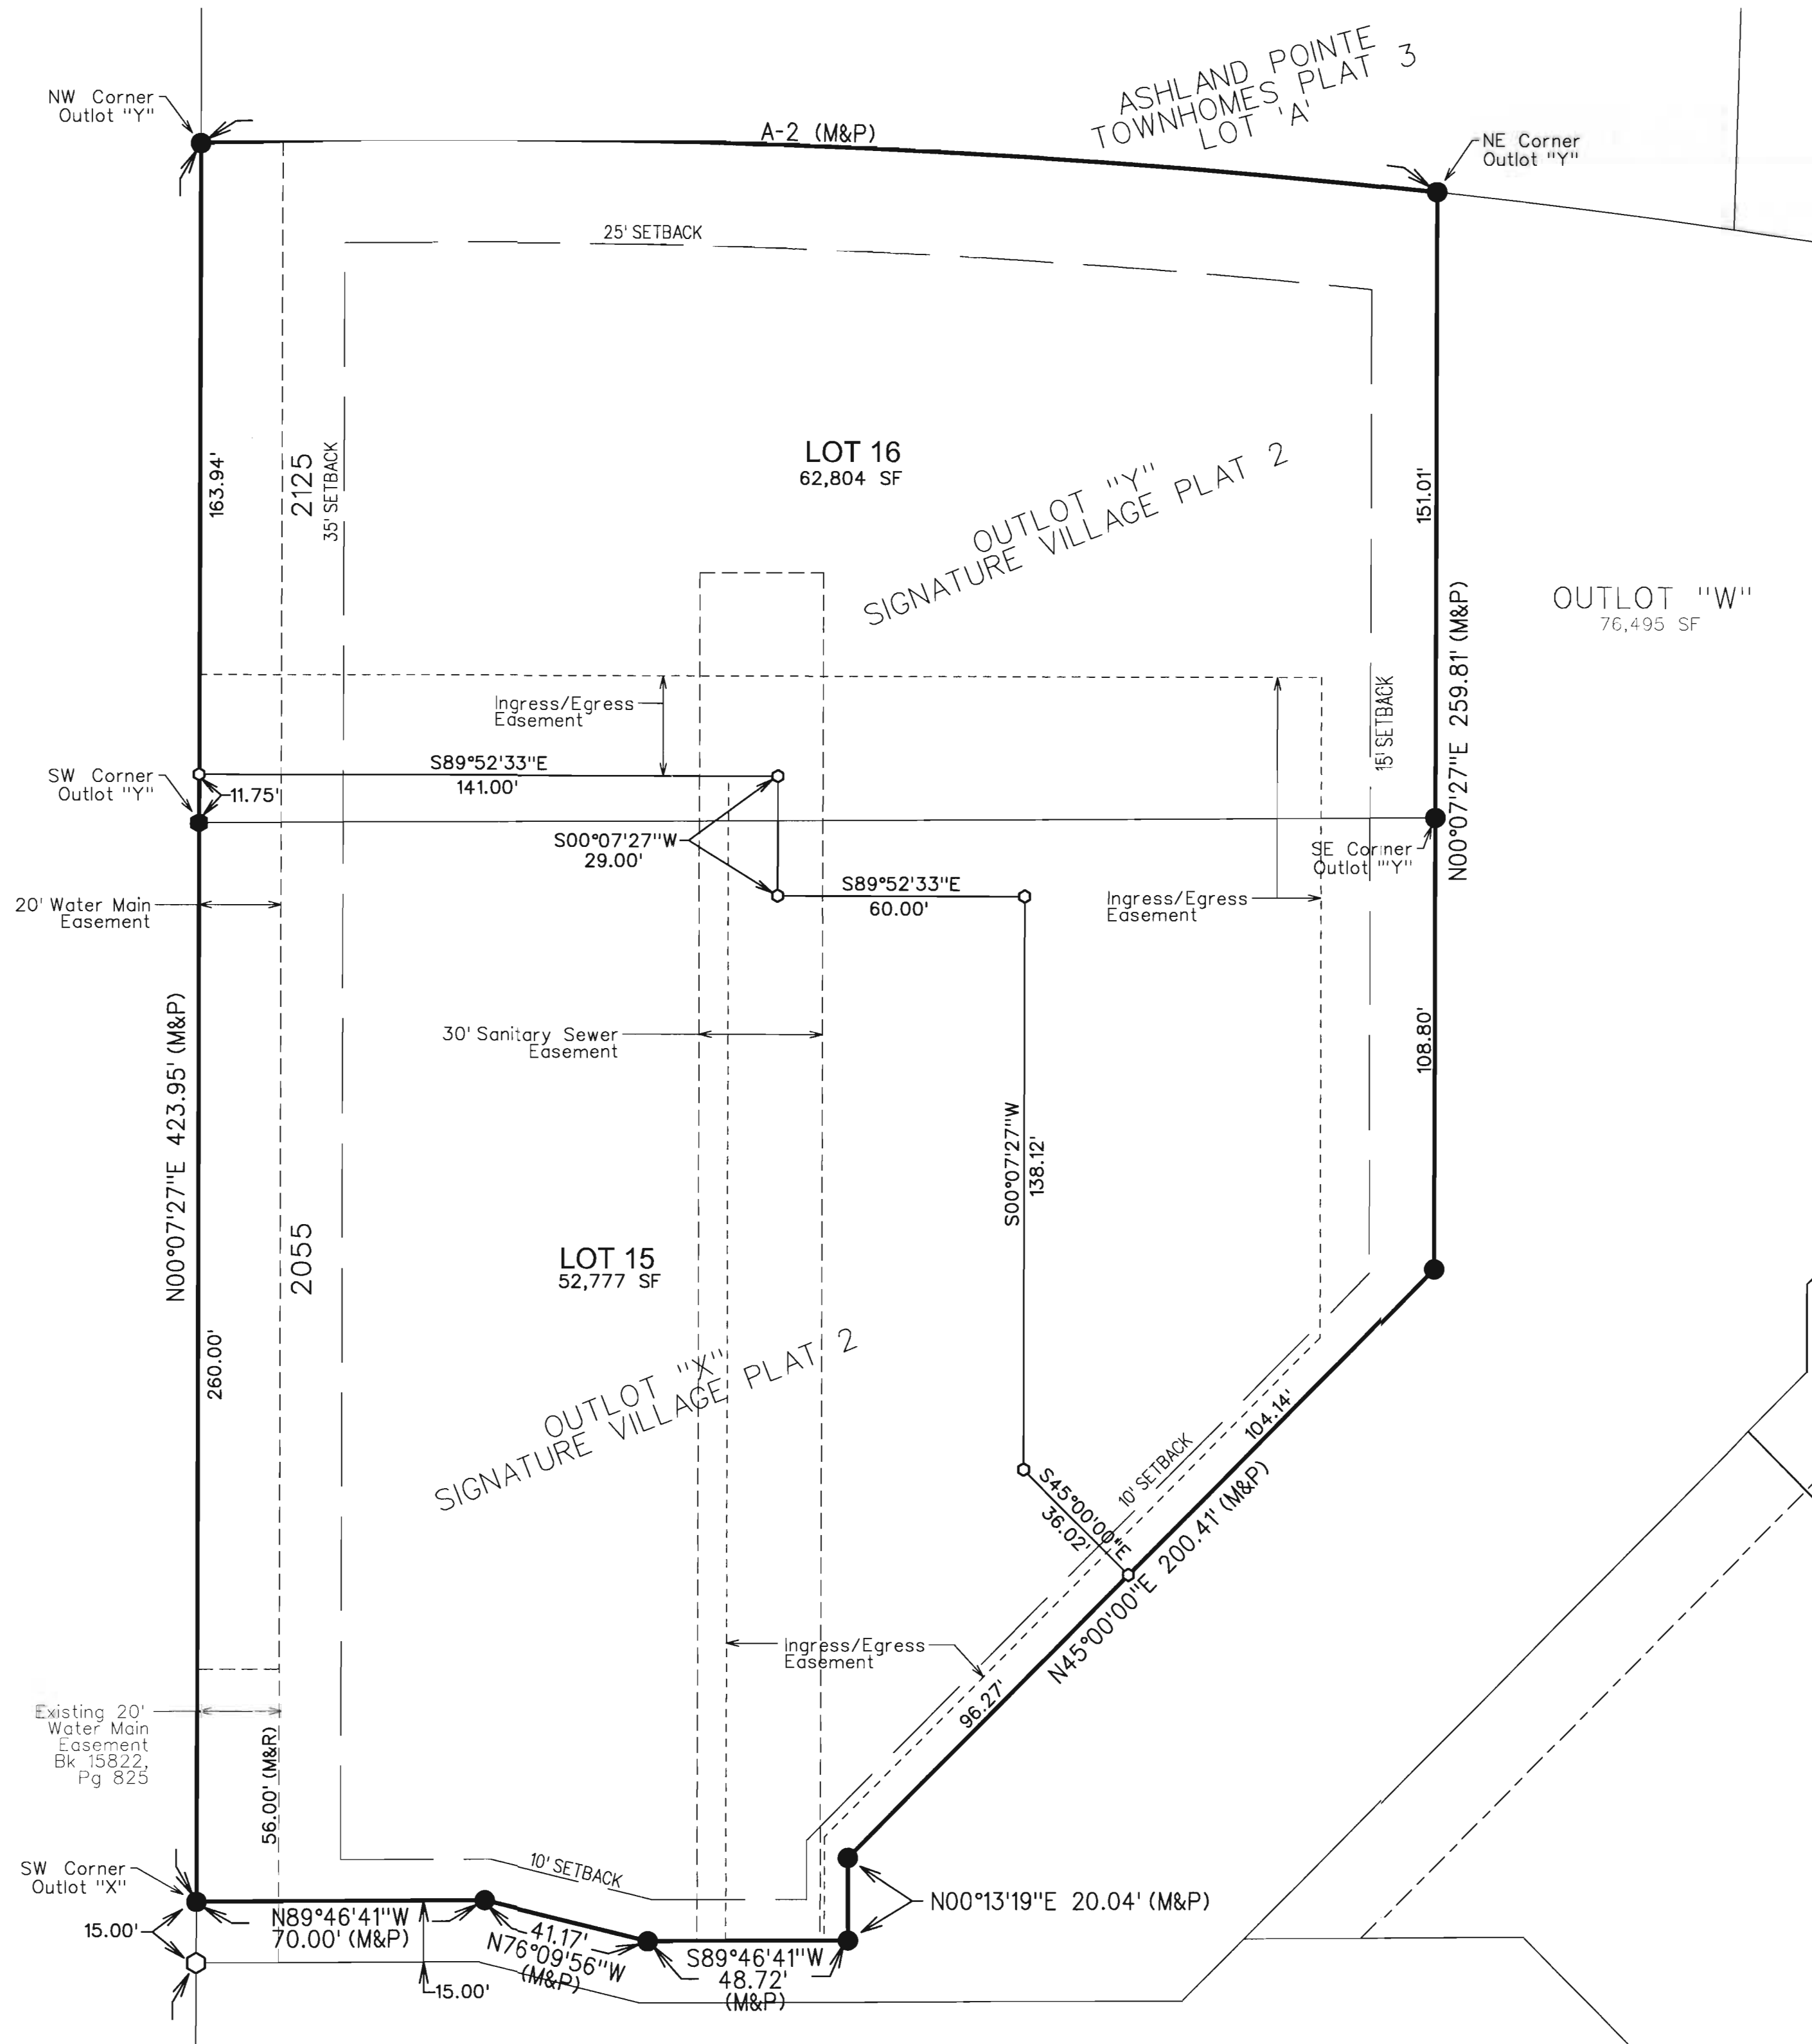 ASHLAND POINTE
TOWNHOMES PLAT 3
LOT 'A'
NW Corner
Outlot "Y"
A-2 (M&P)
NE Corner
Outlot "Y"
25' SETBACK
163.94'
2125
35' SETBACK
LOT 16
62,804 SF
OUTLOT "Y"
SIGNATURE VILLAGE PLAT 2
151.01'
N00°07'27"E 259.81' (M&P)
OUTLOT "W"
76,495 SF
15' SETBACK
Ingress/Egress
Easement
SW Corner
Outlot "Y"
11.75'
S89°52'33"E
141.00'
S00°07'27"W
29.00'
SE Corner
Outlot "Y"
S89°52'33"E
60.00'
Ingress/Egress
Easement
20' Water Main
Easement
30' Sanitary Sewer
Easement
N00°07'27"E 423.95' (M&P)
108.80'
S00°07'27"W
138.12'
2055
LOT 15
52,777 SF
260.00'
OUTLOT "X"
SIGNATURE VILLAGE PLAT 2
104.14'
10' SETBACK
S45°00'00"E
36.02'
N45°00'00"E 200.41' (M&P)
Ingress/Egress
Easement
96.27'
Existing 20'
Water Main
Easement
Bk 15822,
Pg 825
56.00' (M&R)
SW Corner
Outlot "X"
10' SETBACK
N00°13'19"E 20.04' (M&P)
15.00'
N89°46'41"W
70.00' (M&P)
41.17'
N76°09'56"W
(M&P)
S89°46'41"W
48.72'
(M&P)
15.00'